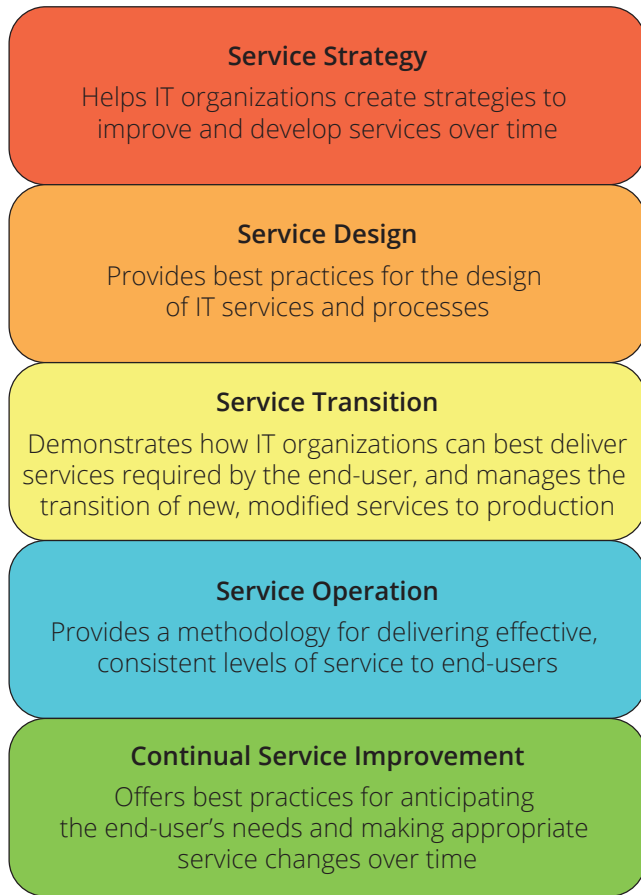 Service Strategy
Helps IT organizations create strategies to
improve and develop services over time
Service Design
Provides best practices for the design
of IT services and processes
Service Transition
Demonstrates how IT organizations can best deliver
services required by the end-user, and manages the
transition of new, modified services to production
Service Operation
Provides a methodology for delivering effective,
consistent levels of service to end-users
Continual Service Improvement
Offers best practices for anticipating
the end-user’s needs and making appropriate
service changes over time